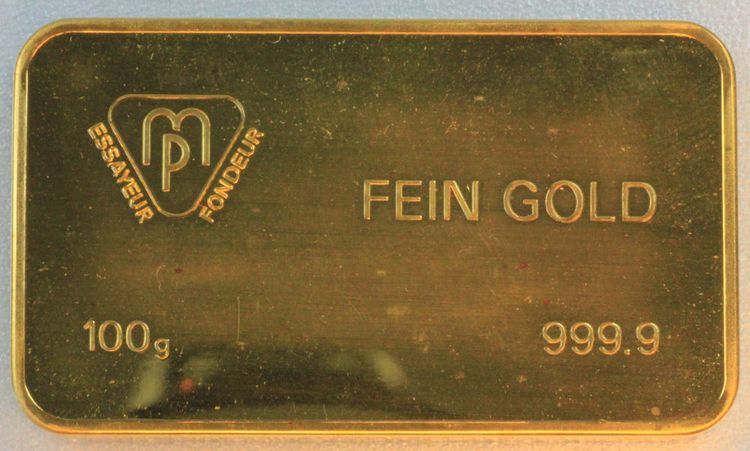 MP
ESSAYEUR
FONDEUR
FEIN GOLD
100g
999.9